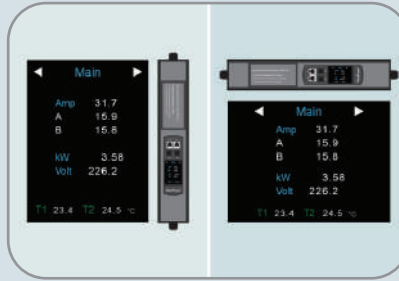 ◄ Main ►
Amp 31.7
A 15.9
B 15.8
kW 3.58
Volt 226.2
T1 23.4 T2 24.5 °C
◄ Main ►
Amp 31.7
A 15.9
B 15.8
kW 3.58
Volt 226.2
T1 23.4 T2 24.5 °C